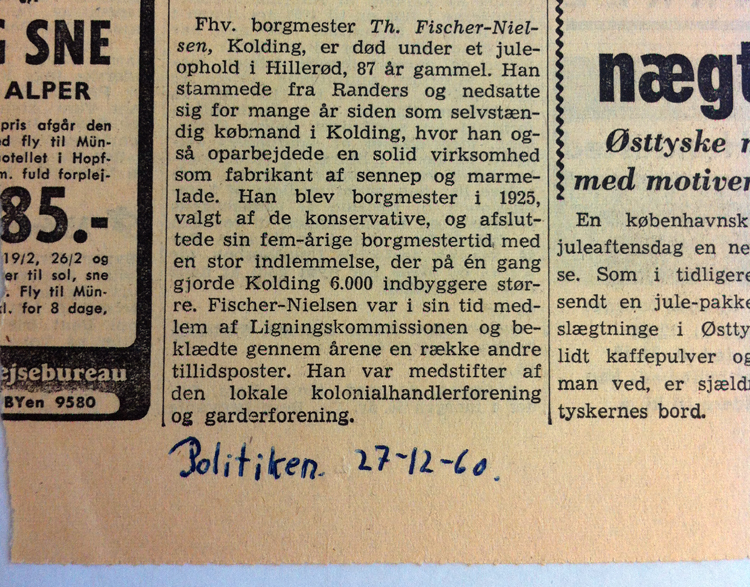 SNE
ALPER
pris afgår den
fly til Mün-
Hopf-
fuld forplej-
85.-
19/2, 26/2 og
er til sol, sne
Fly til Mün-
kl. for 8 dage,
ejsebureau
BYen 9580
Fhv. borgmester Th. Fischer-Niel-
sen, Kolding, er død under et jule-
ophold i Hillerød, 87 år gammel. Han
stammede fra Randers og nedsatte
sig for mange år siden som selvstæn-
dig købmand i Kolding, hvor han og-
så oparbejdede en solid virksomhed
som fabrikant af sennep og marme-
lade. Han blev borgmester i 1925,
valgt af de konservative, og afslut-
tede sin fem-årige borgmestertid med
en stor indlemmelse, der på én gang
gjorde Kolding 6.000 indbyggere stør-
re. Fischer-Nielsen var i sin tid med-
lem af Ligningskommissionen og be-
klædte gennem årene en række andre
tillidsposter. Han var medstifter af
den lokale kolonialhandlerforening
og garderforening.
nægt
Østtyske
med motiver
En københavnsk
juleaftensdag en ne
se. Som i tidligere
sendt en jule-pakke
slægtninge i Østty
lidt kaffepulver og
man ved, er sjældn
tyskernes bord.
Politiken. 27-12-60.